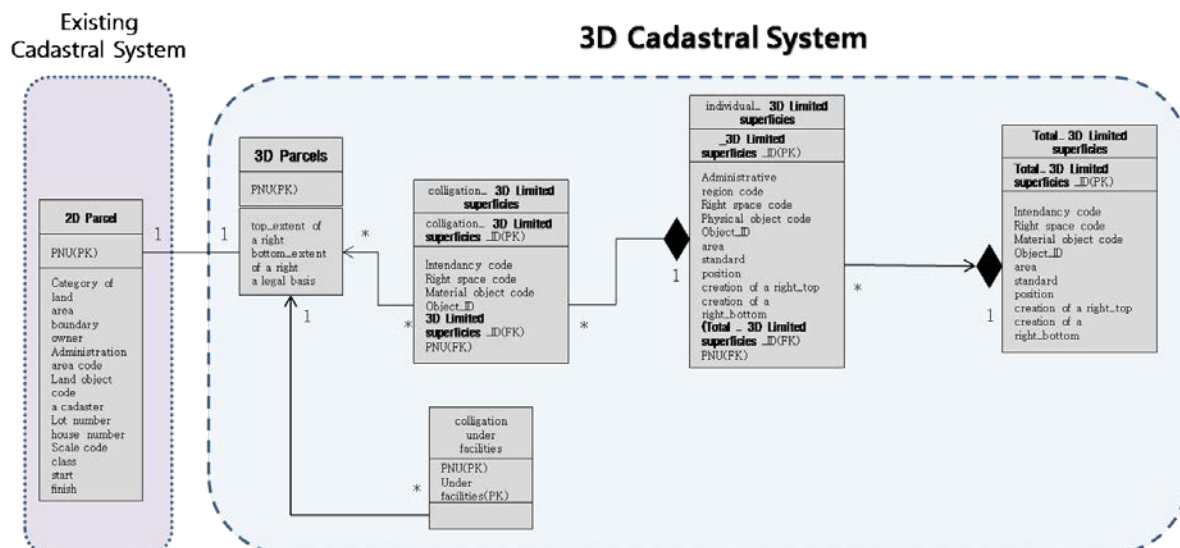 Existing
Cadastral System
3D Cadastral System
2D Parcel
PNU(PK)
Category of
land
area
boundary
owner
Administration
area code
Land object
code
a cadaster
Lot number
house number
Scale code
class
start
finish
1
1
3D Parcels
PNU(PK)
top_extent of
a right
bottom_extent
of a right
a legal basis
*
1
colligation_ 3D Limited
superficies
colligation_ 3D Limited
superficies _ID(PK)
Intendancy code
Right space code
Material object code
Object_ID
3D Limited
superficies _ID(FK)
PNU(FK)
*
*
colligation
under
facilities
PNU(PK)
Under
facilities(PK)
*
individual_ 3D Limited
superficies
_3D Limited
superficies _ID(PK)
Administrative
region code
Right space code
Physical object code
Object_ID
area
standard
position
creation of a right_top
creation of a
right_bottom
(Total _ 3D Limited
superficies _ID(FK)
PNU(FK)
1
*
Total_ 3D Limited
superficies
Total_ 3D Limited
superficies _ID(PK)
Intendancy code
Right space code
Material object code
Object_ID
area
standard
position
creation of a right_top
creation of a
right_bottom
1